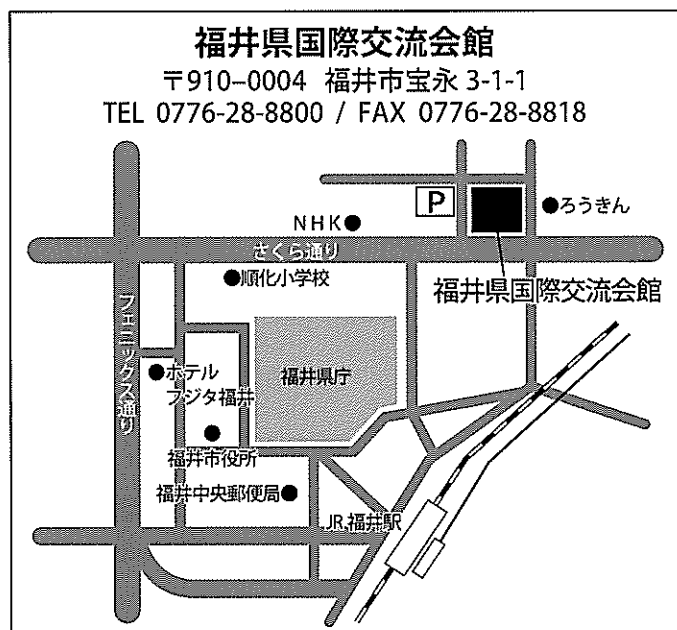 福井県国際交流会館
〒910–0004 福井市宝永 3-1-1
TEL 0776-28-8800 / FAX 0776-28-8818
P
ろうきん
NHK
さくら通り
順化小学校
福井県国際交流会館
フェニックス通り
福井県庁
ホテル
フジタ福井
福井市役所
福井中央郵便局
JR 福井駅